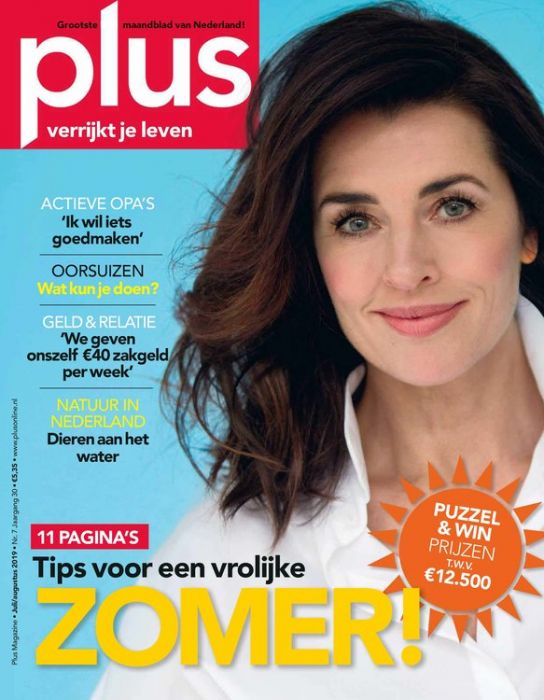 Grootste maandblad van Nederland!
plus
verrijkt je leven
ACTIEVE OPA'S
'Ik wil iets
goedmaken'
OORSUIZEN
Wat kun je doen?
GELD & RELATIE
'We geven
onszelf €40 zakgeld
per week'
NATUUR IN
NEDERLAND
Dieren aan het
water
11 PAGINA'S
Tips voor een vrolijke
ZOMER!
PUZZEL
& WIN
PRIJZEN
T.W.V.
€12.500
Plus Magazine • Juli/augustus 2019 • Nr. 7 Jaargang 30 • €5,35 • www.plusonline.nl